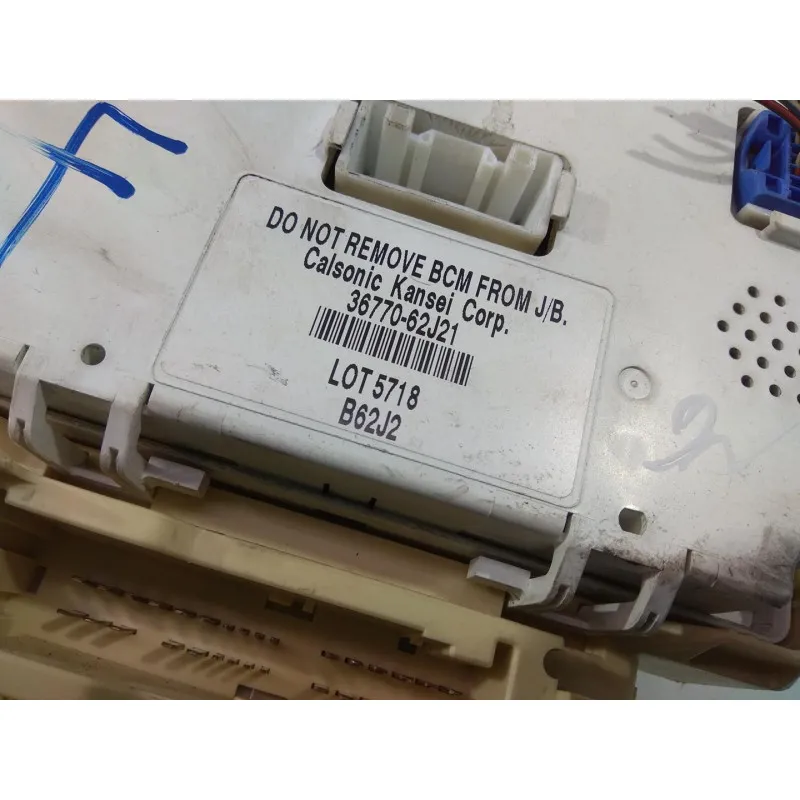 F
DO NOT REMOVE BCM FROM J/B.
Calsonic Kansei Corp.
36770-62J21
LOT 5718
B62J2